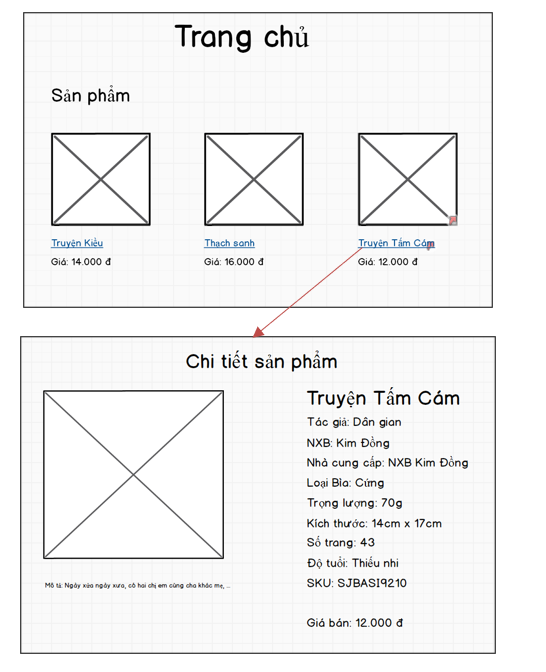 Trang chủ
Sản phẩm
Truyện Kiều
Thạch sanh
Truyện Tấm Cám
Giá: 14.000 đ
Giá: 16.000 đ
Giá: 12.000 đ
Chi tiết sản phẩm
Truyện Tấm Cám
Tác giả: Dân gian
NXB: Kim Đồng
Nhà cung cấp: NXB Kim Đồng
Loại Bìa: Cứng
Trọng lượng: 70g
Kích thước: 14cm x 17cm
Số trang: 43
Độ tuổi: Thiếu nhi
SKU: SJBASI9210
Mô tả: Ngày xửa ngày xưa, có hai chị em cùng cha khác mẹ, ...
Giá bán: 12.000 đ